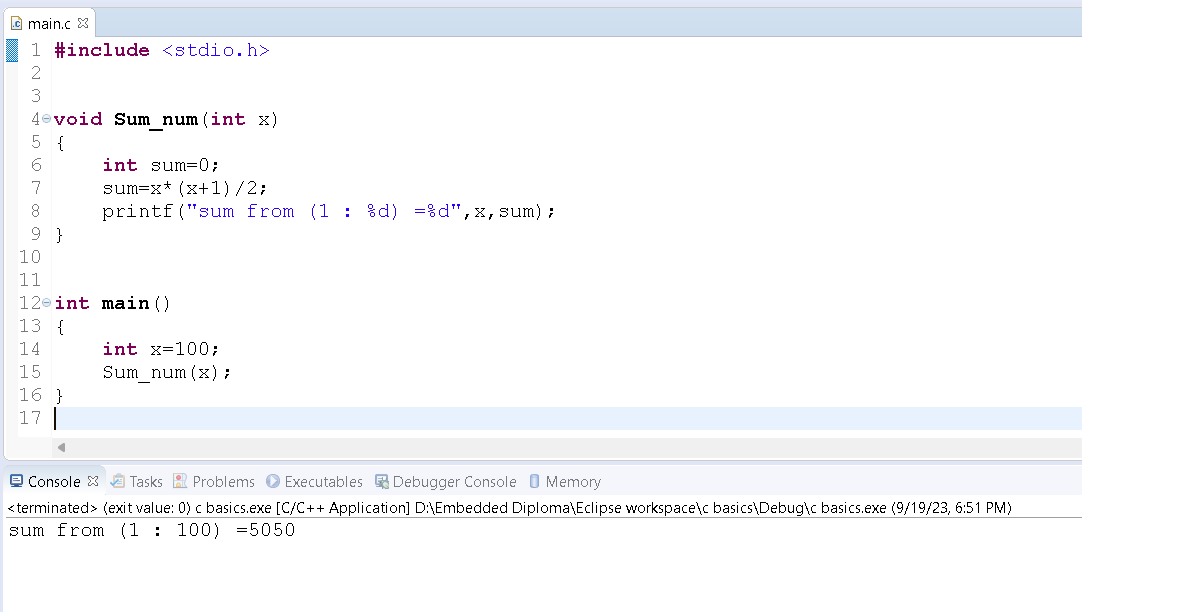 main.c
1 #include <stdio.h>
2
3
4 void Sum_num(int x)
5 {
6     int sum=0;
7     sum=x*(x+1)/2;
8     printf("sum from (1 : %d) =%d",x,sum);
9 }
10
11
12 int main()
13 {
14     int x=100;
15     Sum_num(x);
16 }
17
Console Tasks Problems Executables Debugger Console Memory
<terminated> (exit value: 0) c basics.exe [C/C++ Application] D:\Embedded Diploma\Eclipse workspace\c basics\Debug\c basics.exe (9/19/23, 6:51 PM)
sum from (1 : 100) =5050